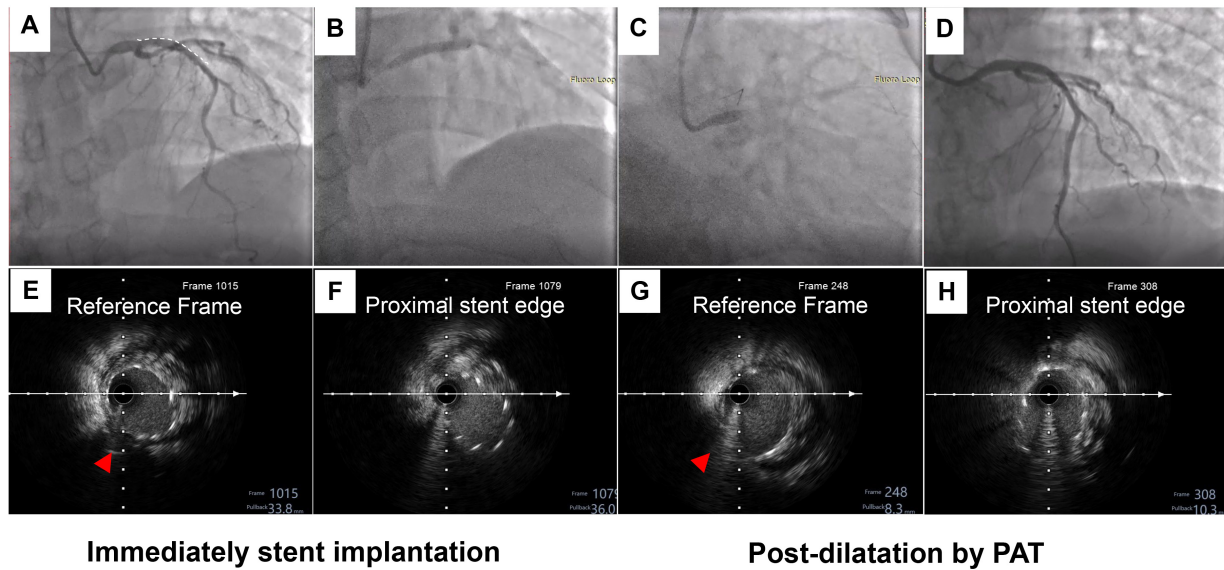 A
B
Fluoro Loop
C
Fluoro Loop
D
E
Frame 1015
Reference Frame
Frame 1015
Pullback 33.8 mm
F
Frame 1079
Proximal stent edge
Frame 1079
Pullback 36.0
G
Frame 248
Reference Frame
Frame 248
Pullback 8.3 mm
H
Frame 308
Proximal stent edge
Frame 308
Pullback 10.3 mm
Immediately stent implantation
Post-dilatation by PAT